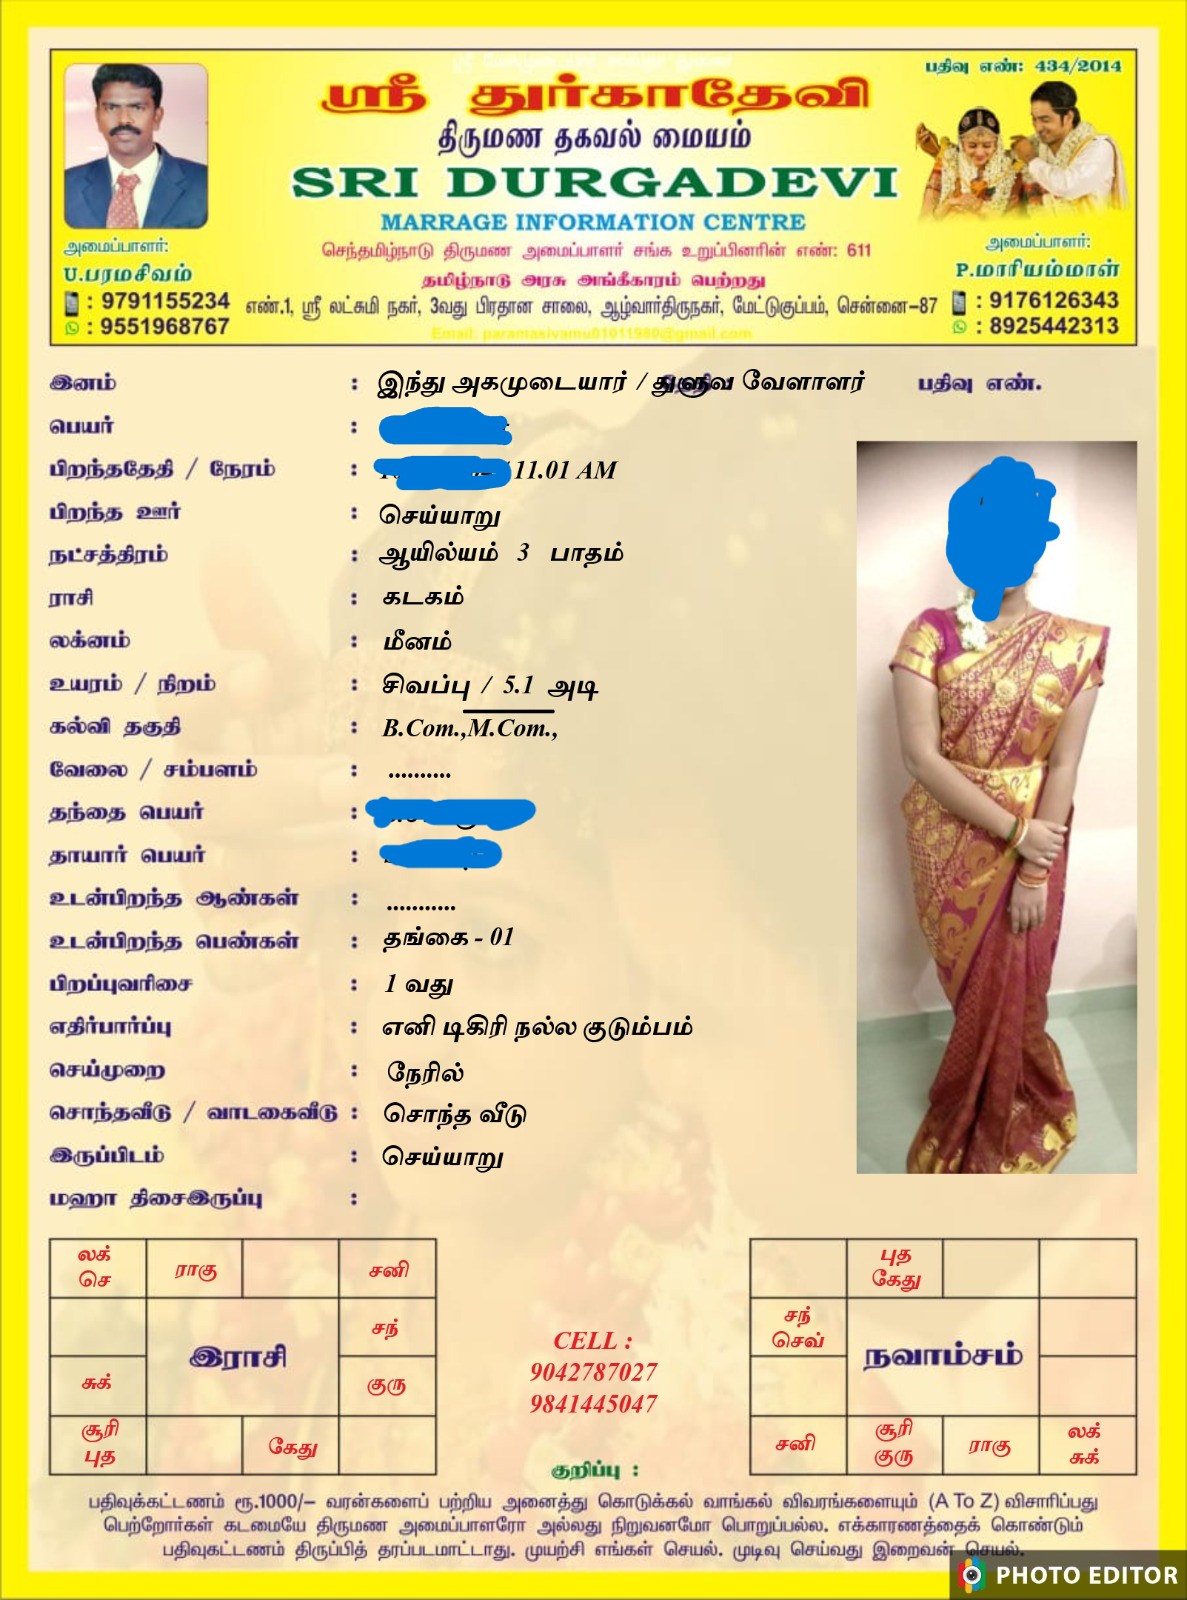 பதிவு எண்: 434/2014
ஸ்ரீ துர்காதேவி
திருமண தகவல் மையம்
SRI DURGADEVI
MARRAGE INFORMATION CENTRE
செந்தமிழ்நாடு திருமண அமைப்பாளர் சங்க உறுப்பினரின் எண்: 611
தமிழ்நாடு அரசு அங்கீகாரம் பெற்றது
எண்.1, ஸ்ரீ லட்சுமி நகர், 3வது பிரதான சாலை, ஆழ்வார்திருநகர், மேட்டுகுப்பம், சென்னை-87
Email: paramasivamu01011980@gmail.com
அமைப்பாளர்:
U.பரமசிவம்
: 9791155234
: 9551968767
அமைப்பாளர்:
P.மாரியம்மாள்
: 9176126343
: 8925442313
இனம் : இந்து அகமுடையார் / துளுவ வேளாளர் பதிவு எண்.
பெயர் :
பிறந்ததேதி / நேரம் : 11.01 AM
பிறந்த ஊர் : செய்யாறு
நட்சத்திரம் : ஆயில்யம் 3 பாதம்
ராசி : கடகம்
லக்னம் : மீனம்
உயரம் / நிறம் : சிவப்பு / 5.1 அடி
கல்வி தகுதி : B.Com.,M.Com.,
வேலை / சம்பளம் : ..........
தந்தை பெயர் :
தாயார் பெயர் :
உடன்பிறந்த ஆண்கள் : ...........
உடன்பிறந்த பெண்கள் : தங்கை - 01
பிறப்புவரிசை : 1 வது
எதிர்பார்ப்பு : எனி டிகிரி நல்ல குடும்பம்
செய்முறை : நேரில்
சொந்தவீடு / வாடகைவீடு : சொந்த வீடு
இருப்பிடம் : செய்யாறு
மஹா திசைஇருப்பு :
லக் செ
ராகு
சனி
சந்
இராசி
சுக்
குரு
சூரி புத
கேது
CELL :
9042787027
9841445047
புத கேது
சந் செவ்
நவாம்சம்
சனி
சூரி குரு
ராகு
லக் சுக்
குறிப்பு :
பதிவுக்கட்டணம் ரூ.1000/- வரன்களைப் பற்றிய அனைத்து கொடுக்கல் வாங்கல் விவரங்களையும் (A To Z) விசாரிப்பது
பெற்றோர்கள் கடமையே திருமண அமைப்பாளரோ அல்லது நிறுவனமோ பொறுப்பல்ல. எக்காரணத்தைக் கொண்டும்
பதிவுகட்டணம் திருப்பித் தரப்படமாட்டாது. முயற்சி எங்கள் செயல். முடிவு செய்வது இறைவன் செயல்.
PHOTO EDITOR